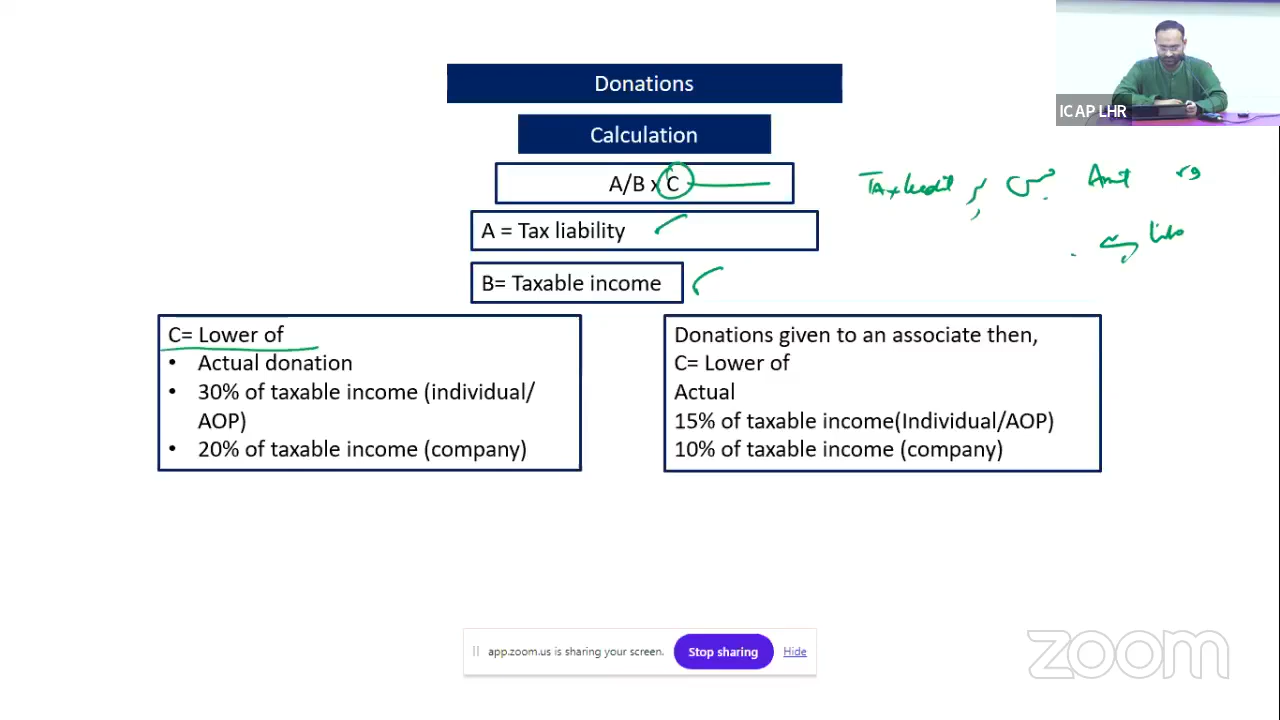 Donations
Calculation
A/B x C
A = Tax liability
B= Taxable income
C= Lower of
• Actual donation
• 30% of taxable income (individual/
AOP)
• 20% of taxable income (company)
Donations given to an associate then,
C= Lower of
Actual
15% of taxable income(Individual/AOP)
10% of taxable income (company)
Tax credit
ICAP LHR
app.zoom.us is sharing your screen.
Stop sharing
Hide
zoom